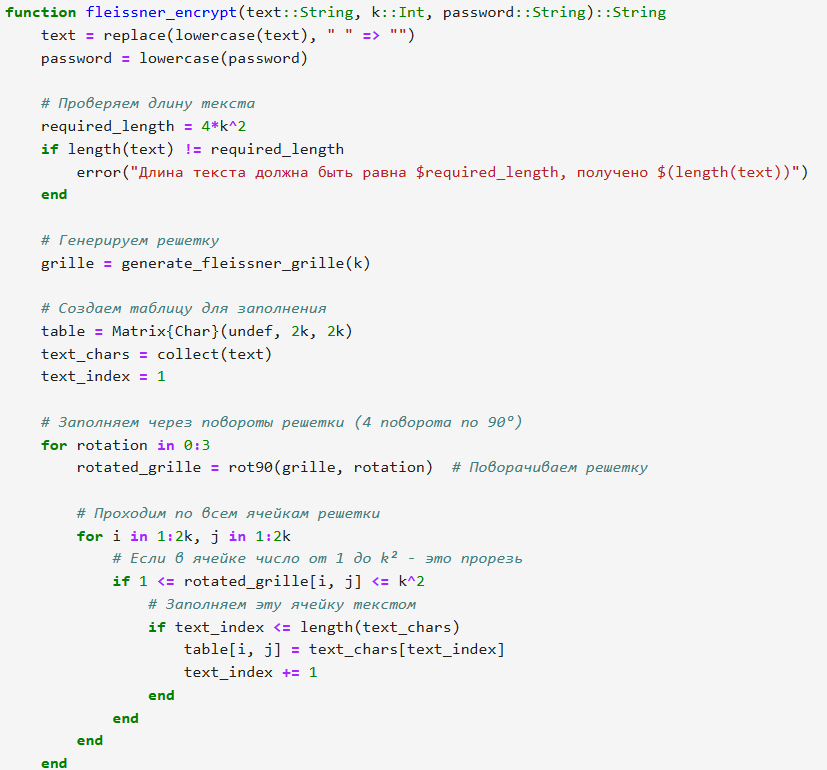 function fleissner_encrypt(text::String, k::Int, password::String)::String
    text = replace(lowercase(text), " " => "")
    password = lowercase(password)

    # Проверяем длину текста
    required_length = 4*k^2
    if length(text) != required_length
        error("Длина текста должна быть равна $required_length, получено $(length(text))")
    end

    # Генерируем решетку
    grille = generate_fleissner_grille(k)

    # Создаем таблицу для заполнения
    table = Matrix{Char}(undef, 2k, 2k)
    text_chars = collect(text)
    text_index = 1

    # Заполняем через повороты решетки (4 поворота по 90°)
    for rotation in 0:3
        rotated_grille = rot90(grille, rotation)  # Поворачиваем решетку

        # Проходим по всем ячейкам решетки
        for i in 1:2k, j in 1:2k
            # Если в ячейке число от 1 до k² - это прорезь
            if 1 <= rotated_grille[i, j] <= k^2
                # Заполняем эту ячейку текстом
                if text_index <= length(text_chars)
                    table[i, j] = text_chars[text_index]
                    text_index += 1
                end
            end
        end
    end